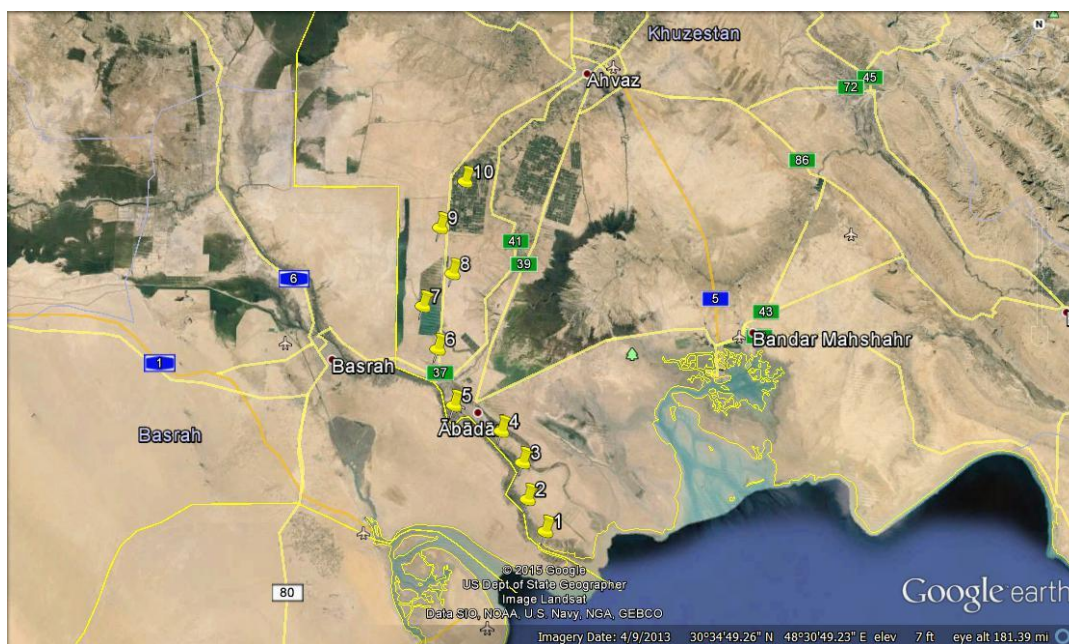 Khuzestan
N
Ahvaz
45
72
86
10
9
41
8
39
6
7
5
43
6
Bandar Mahshahr
1
Basrah
37
5
4
Ābādā
Basrah
3
2
1
80
© 2015 Google
US Dept of State Geographer
Image Landsat
Data SIO, NOAA, U.S. Navy, NGA, GEBCO
Google earth
Imagery Date: 4/9/2013 30°34'49.26" N 48°30'49.23" E elev 7 ft eye alt 181.39 mi